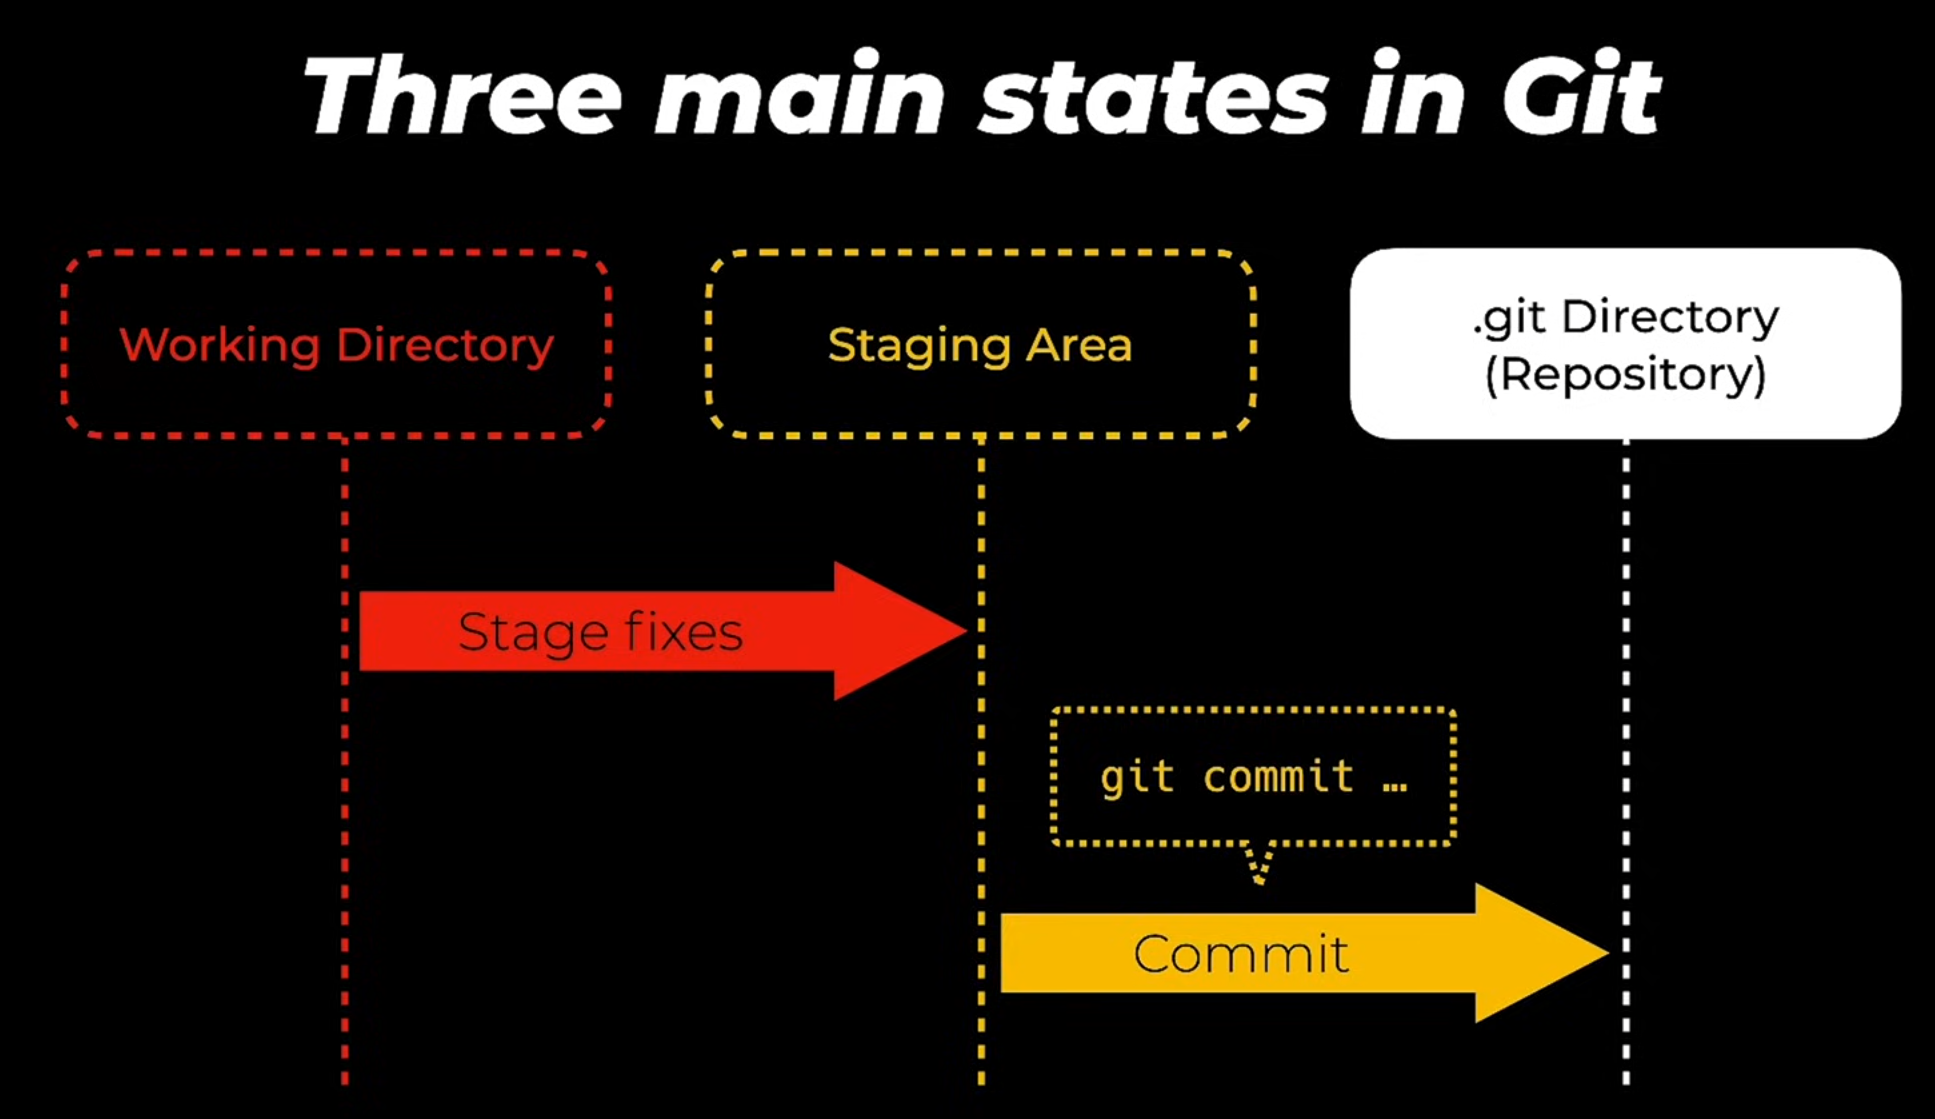 Three main states in Git
Working Directory
Staging Area
.git Directory
(Repository)
Stage fixes
git commit …
Commit